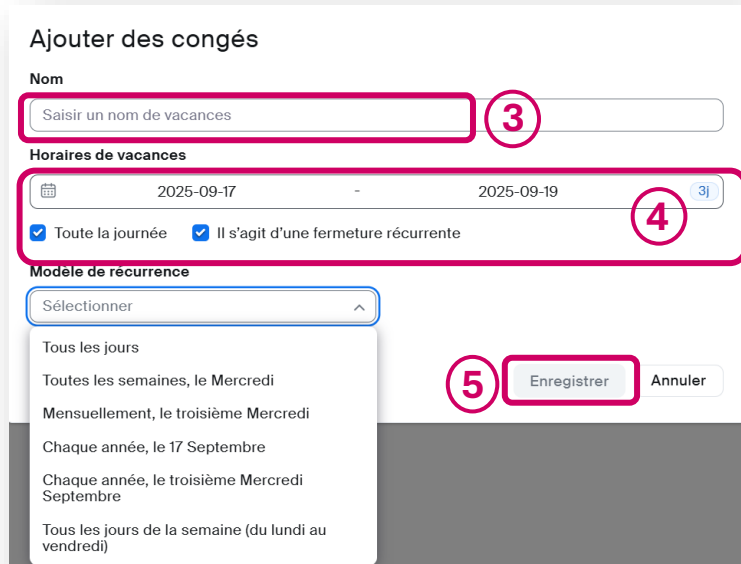 Ajouter des congés
Nom
Saisir un nom de vacances
3
Horaires de vacances
2025-09-17 - 2025-09-19 3j
4
Toute la journée Il s’agit d’une fermeture récurrente
Modèle de récurrence
Sélectionner
Tous les jours
Toutes les semaines, le Mercredi
5 Enregistrer Annuler
Mensuellement, le troisième Mercredi
Chaque année, le 17 Septembre
Chaque année, le troisième Mercredi
Septembre
Tous les jours de la semaine (du lundi au
vendredi)